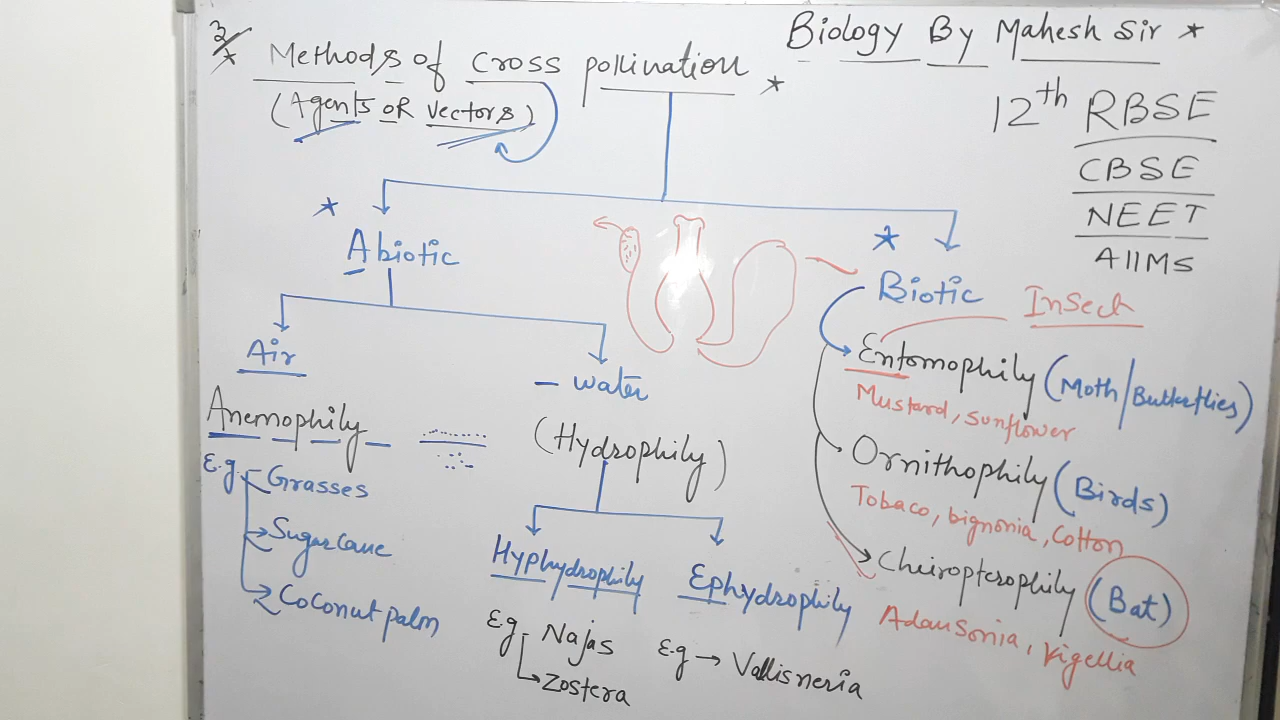 3
* Methods of cross pollination *
(Agents oR vectors)
Biology By Mahesh Sir *
12th RBSE
CBSE
NEET
AIIMS
* Abiotic
* Biotic
Insect
Air
Anemophily
E.g Grasses
Sugarcane
Coconut palm
water
(Hydrophily)
Hyphydrophily
Eg Najas
Zostera
Ephydrophily
E.g → Vallisneria
Entomophily (Moth/Butterflies)
Mustard, sunflower
Ornithophily (Birds)
Tobaco, bignonia, Cotton
Cheiropterophily (Bat)
Adansonia, kigellia